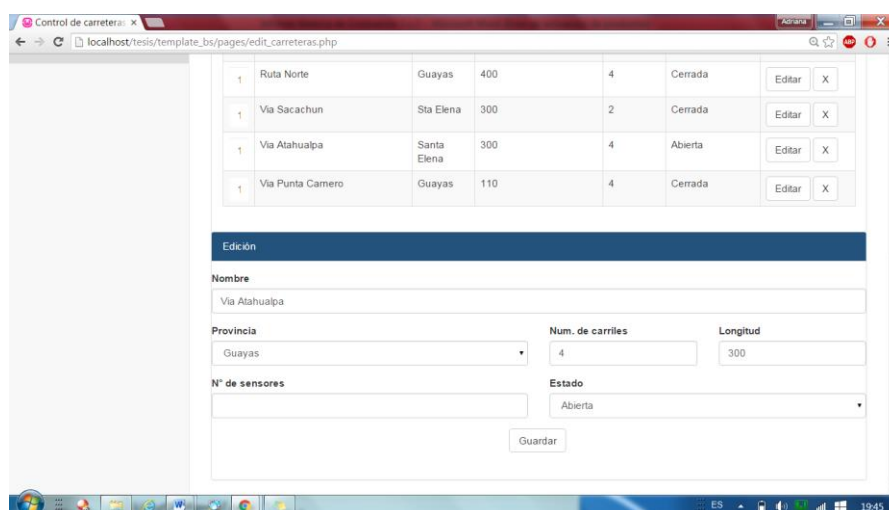 Control de carreteras
Adriana
localhost/tesis/template_bs/pages/edit_carreteras.php
ABP
1 Ruta Norte Guayas 400 4 Cerrada Editar X
1 Via Sacachun Sta Elena 300 2 Cerrada Editar X
1 Via Atahualpa Santa Elena 300 4 Abierta Editar X
1 Via Punta Carnero Guayas 110 4 Cerrada Editar X
Edición
Nombre
Via Atahualpa
Provincia Num. de carriles Longitud
Guayas 4 300
N° de sensores Estado
Abierta
Guardar
ES 19:45